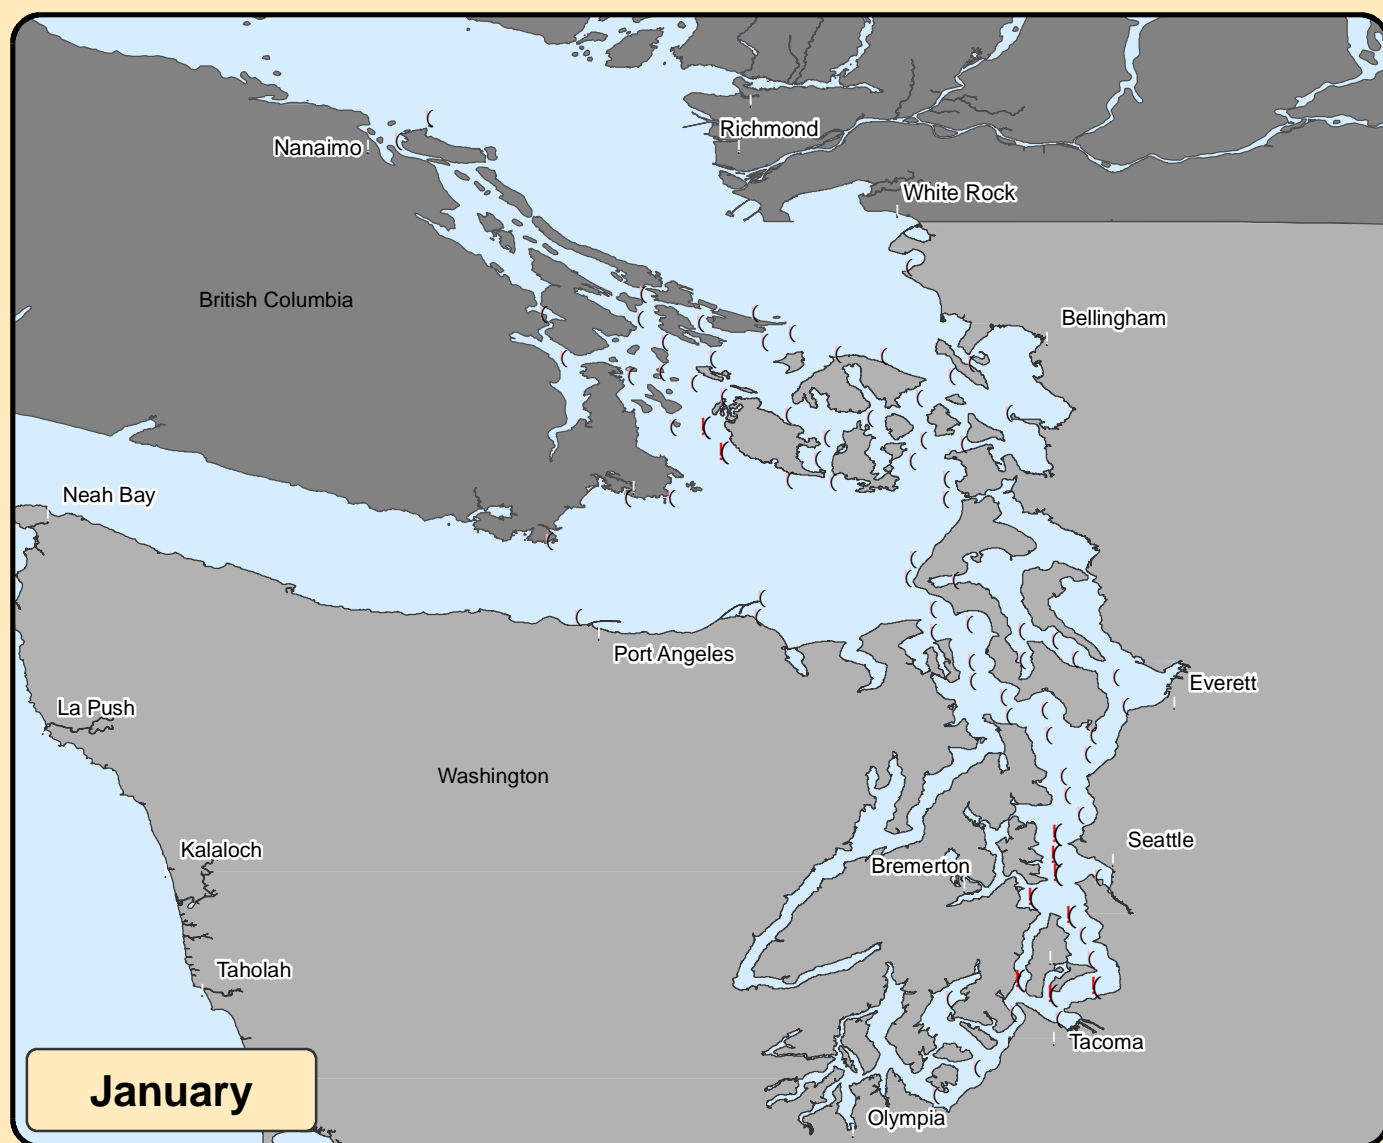 Richmond
Nanaimo
White Rock
British Columbia
Bellingham
Neah Bay
Port Angeles
Everett
La Push
Washington
Seattle
Kalaloch
Bremerton
Taholah
Tacoma
January
Olympia